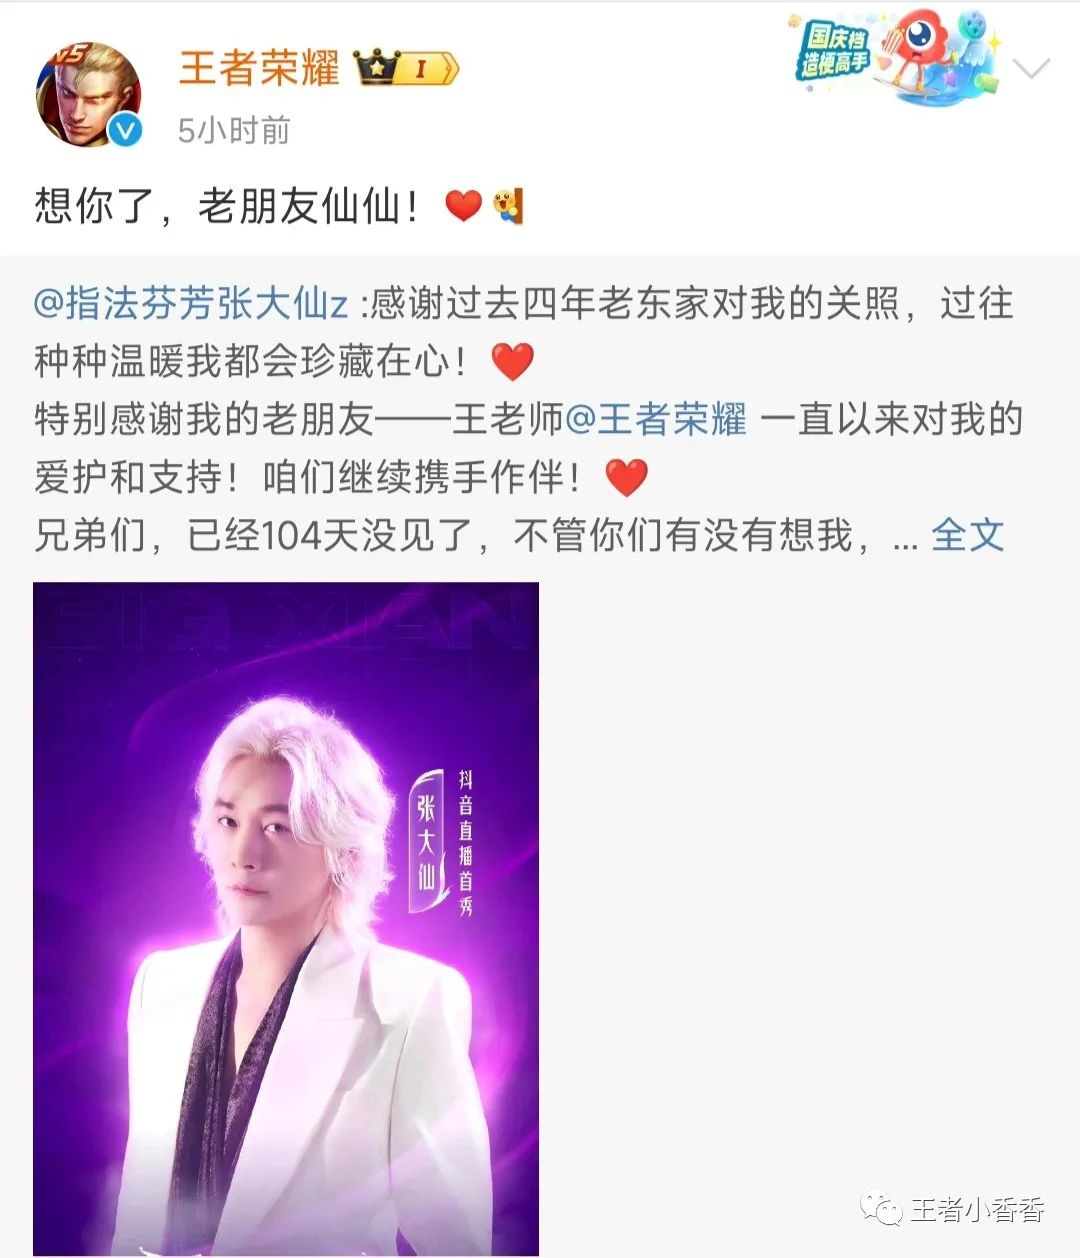 国庆档
造梗高手
v5
王者荣耀
I
5小时前
想你了，老朋友仙仙！
@指法芬芳张大仙z :感谢过去四年老东家对我的关照，过往
种种温暖我都会珍藏在心！
特别感谢我的老朋友——王老师@王者荣耀 一直以来对我的
爱护和支持！咱们继续携手作伴！
兄弟们，已经104天没见了，不管你们有没有想我，... 全文
BIG XIAN
抖音直播首秀
张大仙
王者小香香